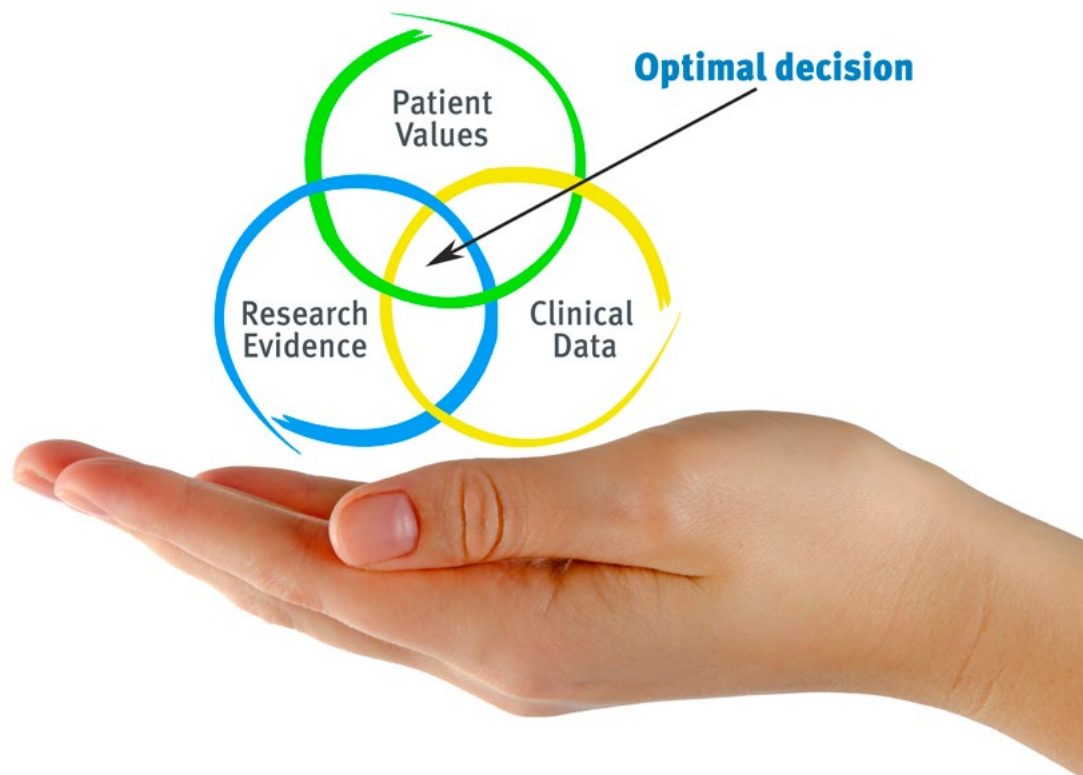 Optimal decision
Patient
Values
Research
Evidence
Clinical
Data